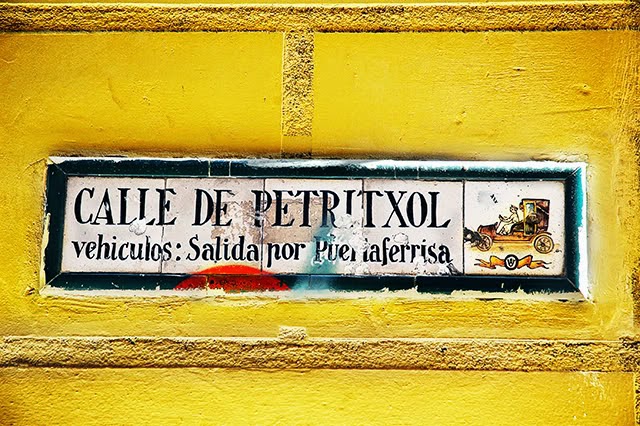 CALLE DE PETRITXOL
vehiculos: Salida por Puertaferrisa